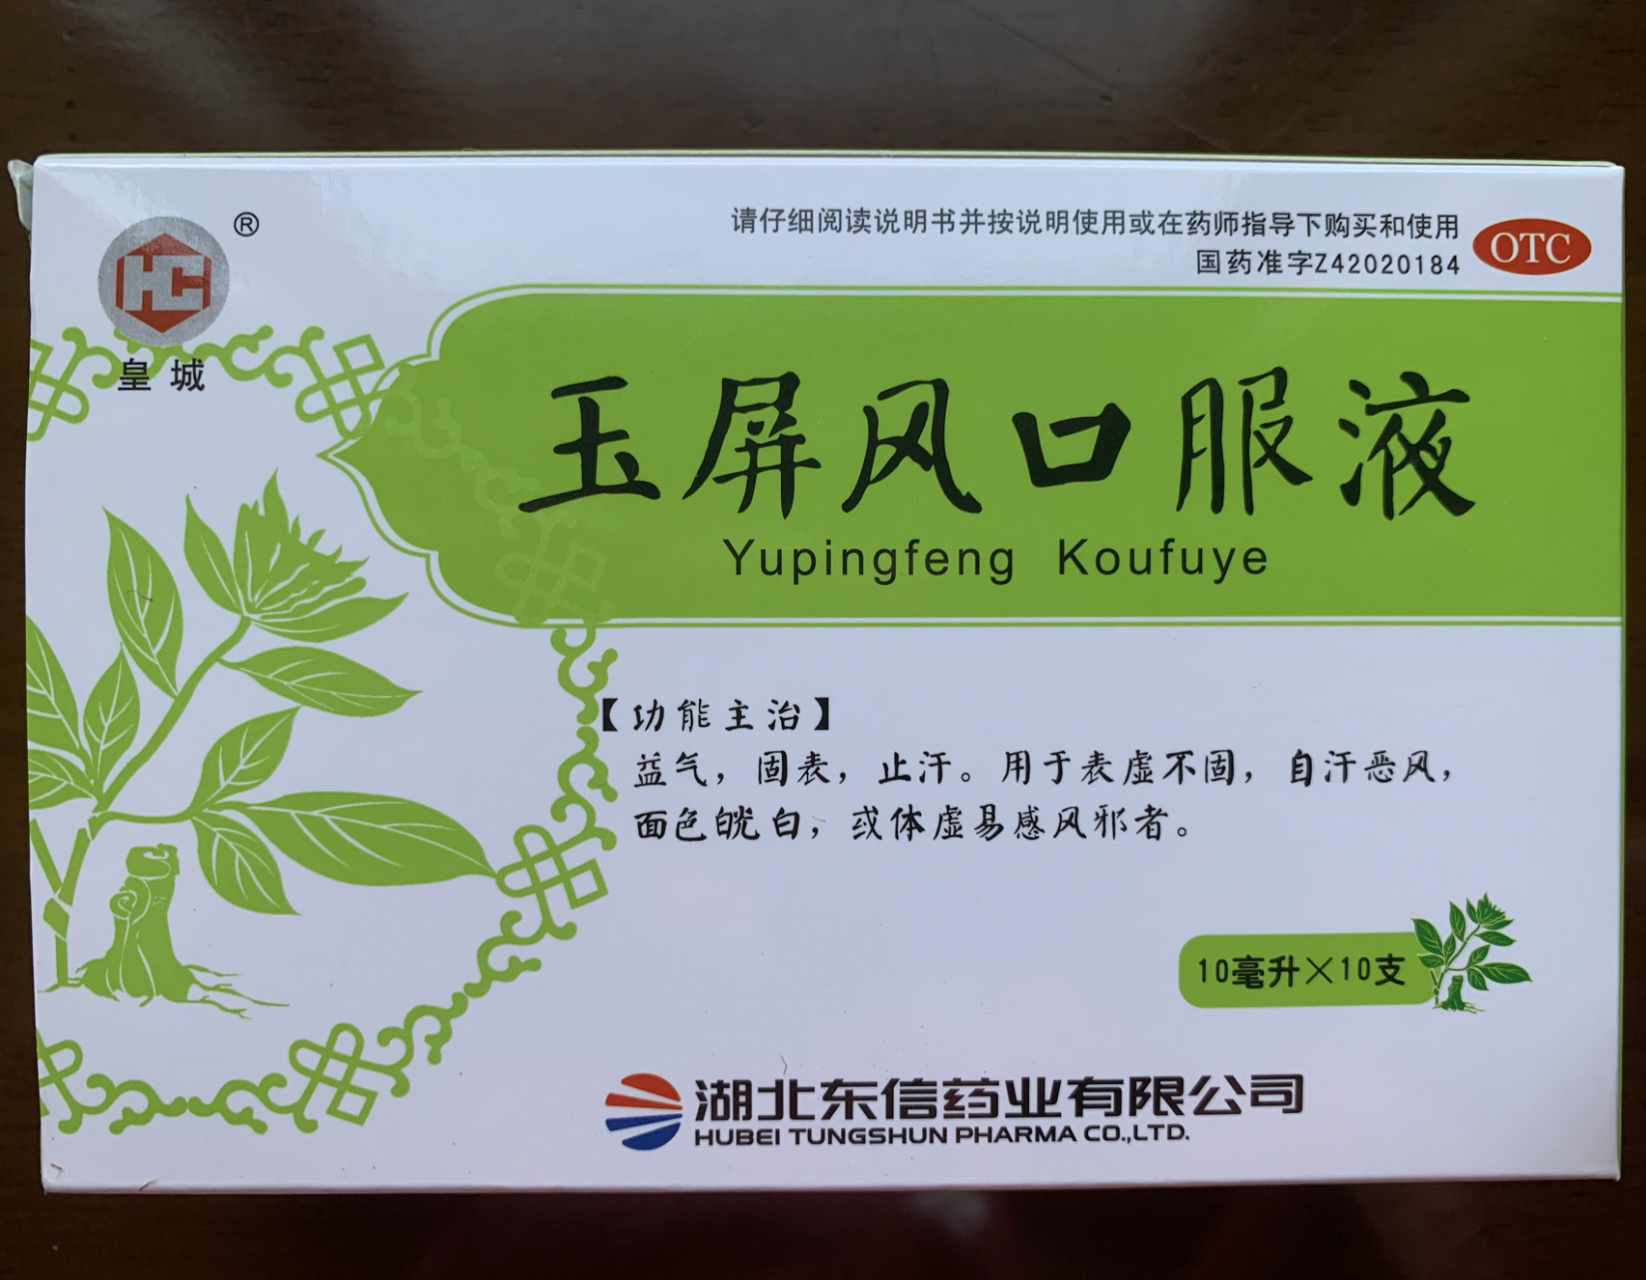 请仔细阅读说明书并按说明使用或在药师指导下购买和使用
国药准字Z42020184
OTC
HC
®
皇城
玉屏风口服液
Yupingfeng Koufuye
【功能主治】
益气，固表，止汗。用于表虚不固，自汗恶风，
面色㿠白，或体虚易感风邪者。
10毫升×10支
湖北东信药业有限公司
HUBEI TUNGSHUN PHARMA CO.,LTD.